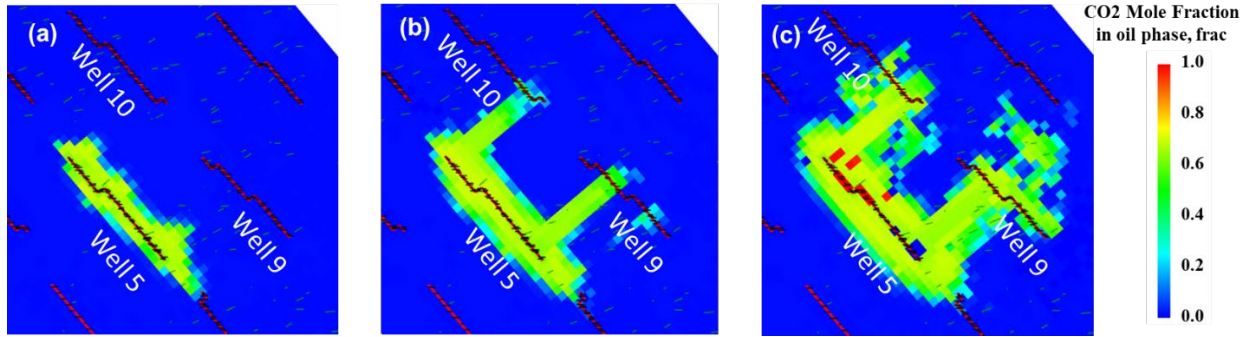 (a)
Well 10
Well 5
Well 9
(b)
Well 10
Well 5
Well 9
(c)
Well 10
Well 5
Well 9
CO2 Mole Fraction
in oil phase, frac
1.0
0.8
0.6
0.4
0.2
0.0